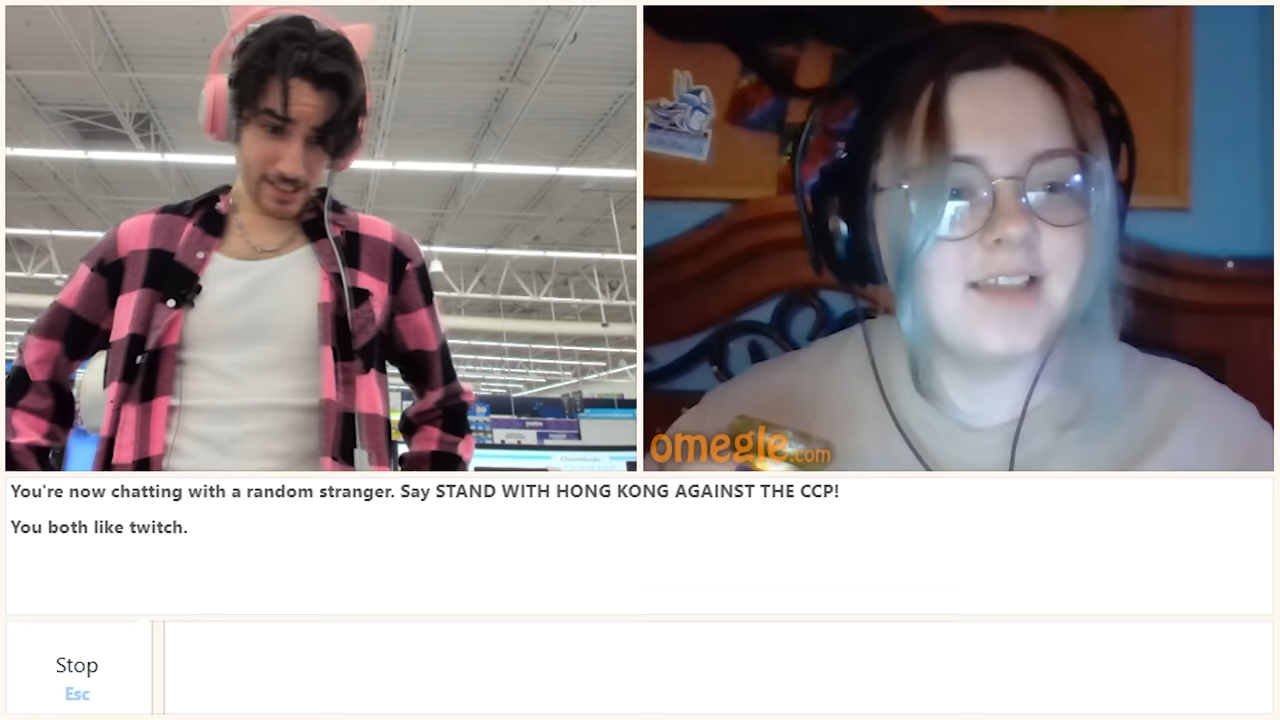 omegle.com
You're now chatting with a random stranger. Say STAND WITH HONG KONG AGAINST THE CCP!
You both like twitch.
Stop
Esc